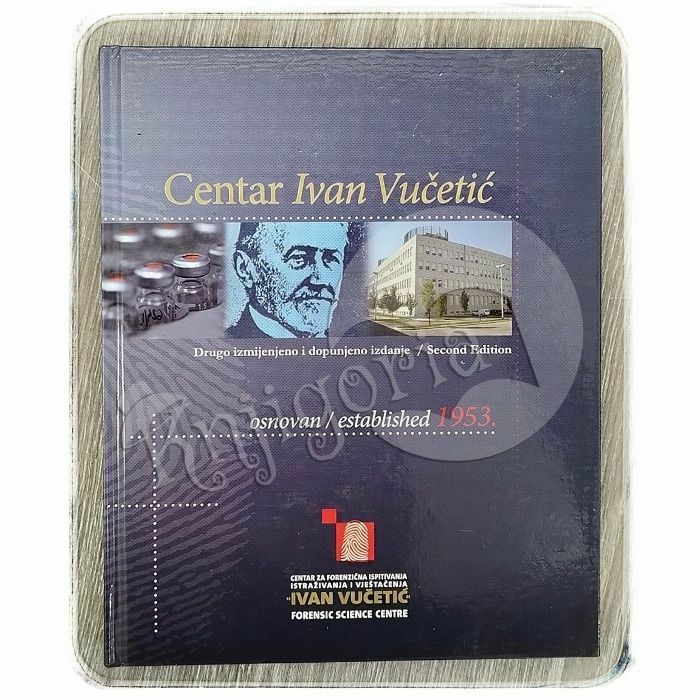 Centar Ivan Vučetić
Drugo izmijenjeno i dopunjeno izdanje / Second Edition
osnovan / established 1953.
Knjigoria
CENTAR ZA FORENZIČNA ISPITIVANJA
ISTRAŽIVANJA I VJEŠTAČENJA
"IVAN VUČETIĆ"
FORENSIC SCIENCE CENTRE